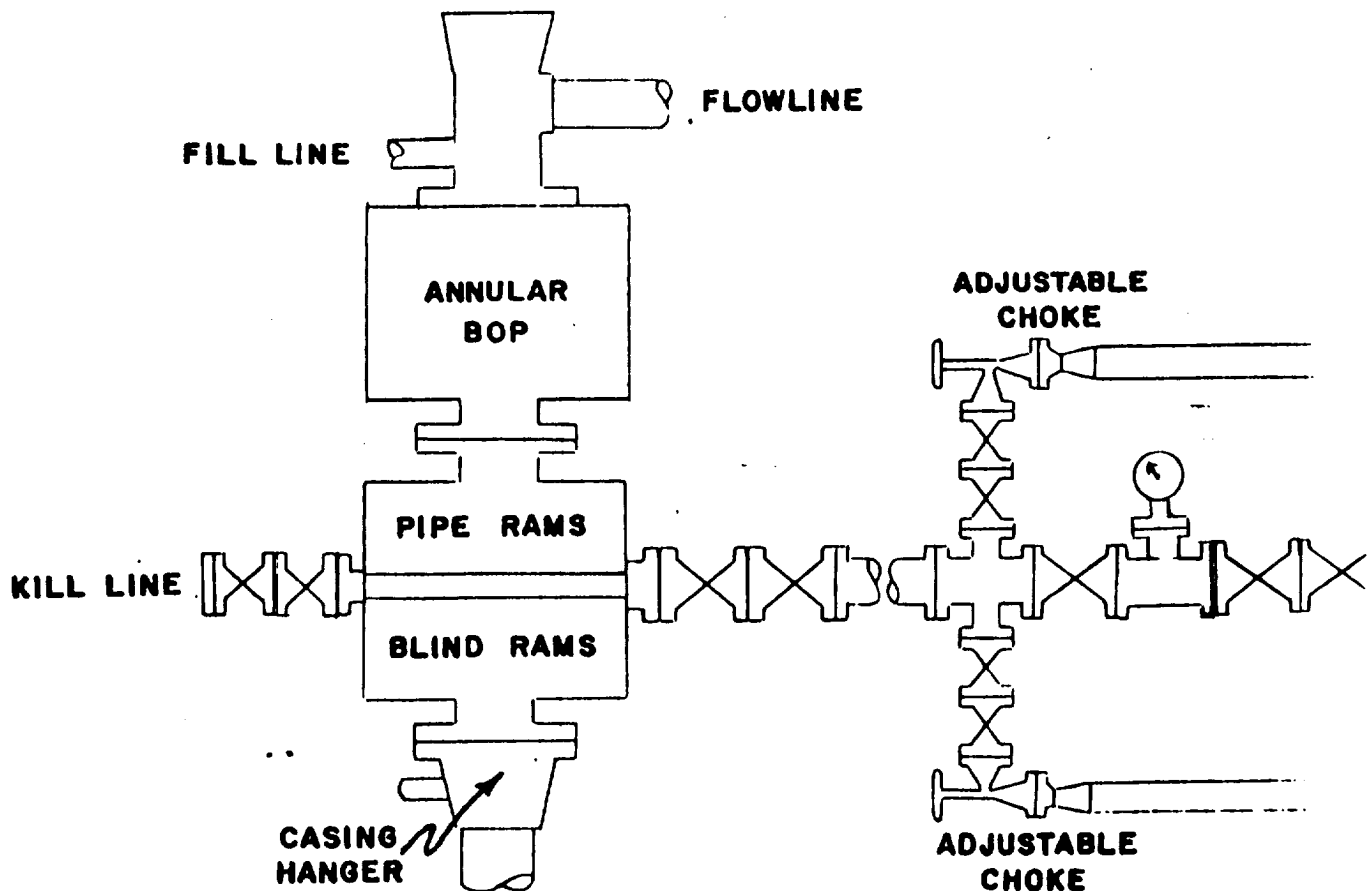 FLOWLINE
FILL LINE
ANNULAR
BOP
ADJUSTABLE
CHOKE
PIPE RAMS
KILL LINE
BLIND RAMS
CASING
HANGER
ADJUSTABLE
CHOKE